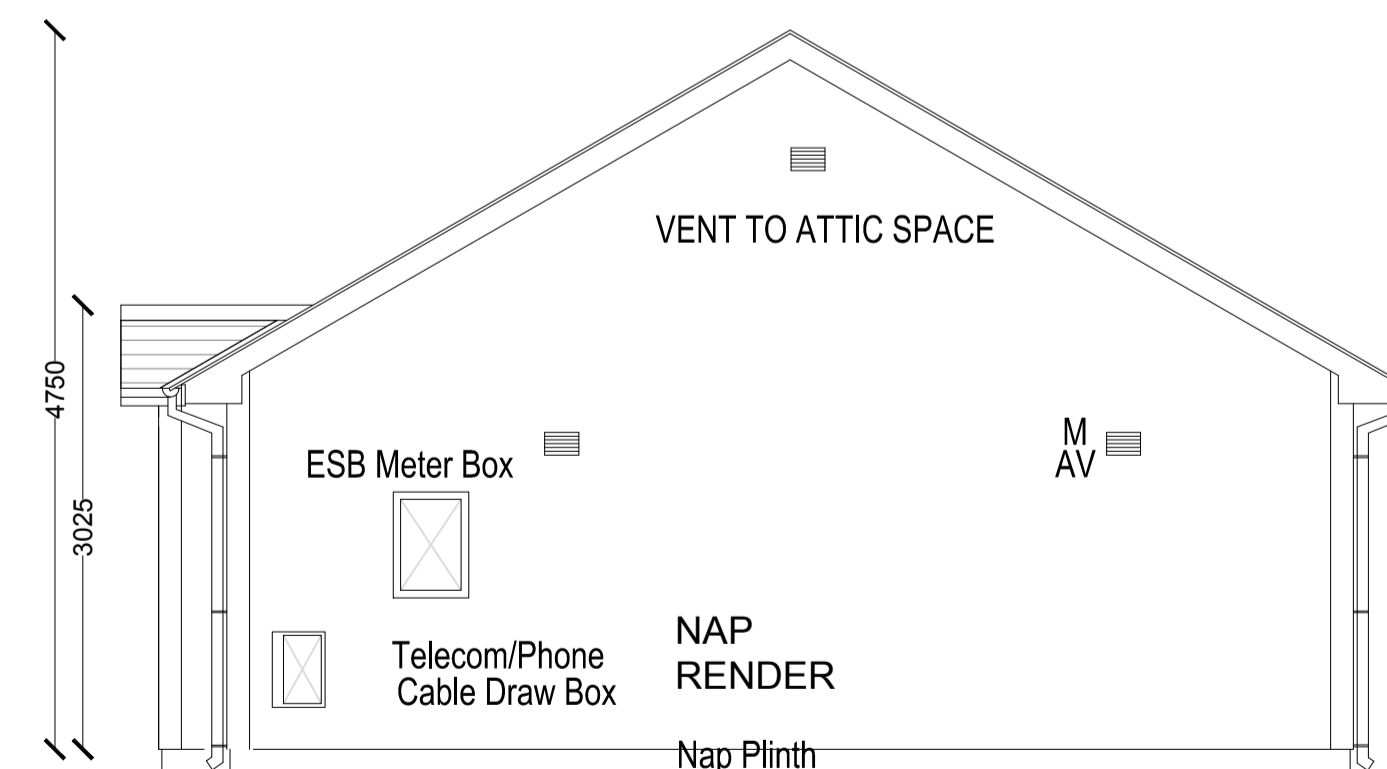 VENT TO ATTIC SPACE
4750
3025
ESB Meter Box
M
AV
Telecom/Phone
Cable Draw Box
NAP
RENDER
Nap Plinth